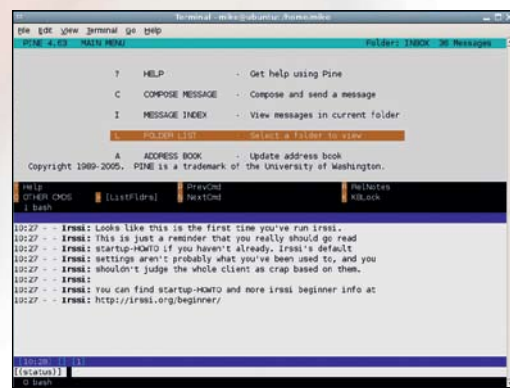 Terminal - mike@ubuntu: /home/mike
File Edit View Terminal Go Help
PINE 4.63 MAIN MENU Folder: INBOX 36 Messages
? HELP - Get help using Pine
C COMPOSE MESSAGE - Compose and send a message
I MESSAGE INDEX - View messages in current folder
L FOLDER LIST - Select a folder to view
A ADDRESS BOOK - Update address book
Copyright 1989-2005. PINE is a trademark of the University of Washington.
? Help P PrevCmd R RelNotes
O OTHER CMDS > [ListFldrs] N NextCmd K KBLock
1 bash
10:27 - - Irssi: Looks like this is the first time you've run irssi.
10:27 - - Irssi: This is just a reminder that you really should go read
10:27 - - Irssi: startup-HOWTO if you haven't already. Irssi's default
10:27 - - Irssi: settings aren't probably what you've been used to, and you
10:27 - - Irssi: shouldn't judge the whole client as crap based on them.
10:27 - - Irssi:
10:27 - - Irssi: You can find startup-HOWTO and more irssi beginner info at
10:27 - - Irssi: http://irssi.org/beginner/
[10:28] [] [1]
[(status)]
0 bash